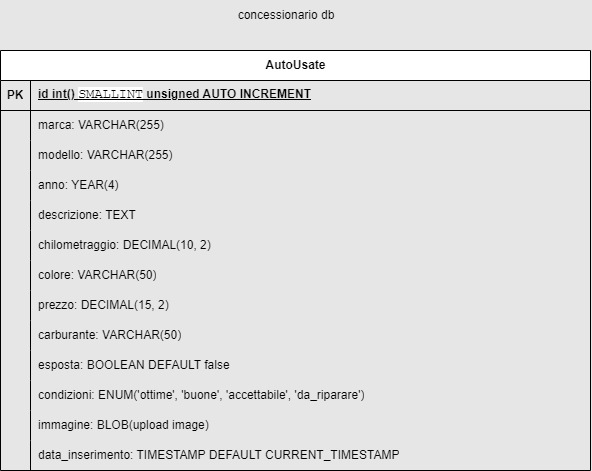 concessionario db
AutoUsate
PK id int() SMALLINT unsigned AUTO INCREMENT
marca: VARCHAR(255)
modello: VARCHAR(255)
anno: YEAR(4)
descrizione: TEXT
chilometraggio: DECIMAL(10, 2)
colore: VARCHAR(50)
prezzo: DECIMAL(15, 2)
carburante: VARCHAR(50)
esposta: BOOLEAN DEFAULT false
condizioni: ENUM('ottime', 'buone', 'accettabile', 'da_riparare')
immagine: BLOB(upload image)
data_inserimento: TIMESTAMP DEFAULT CURRENT_TIMESTAMP